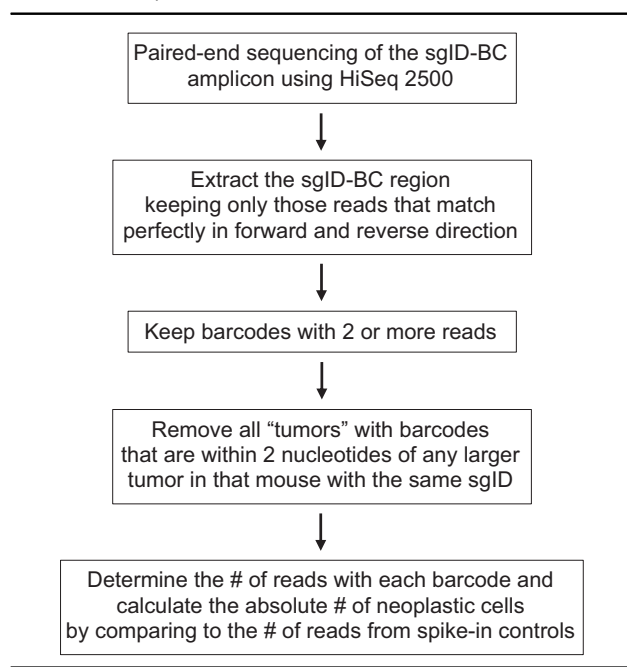 Paired-end sequencing of the sgID-BC
amplicon using HiSeq 2500
Extract the sgID-BC region
keeping only those reads that match
perfectly in forward and reverse direction
Keep barcodes with 2 or more reads
Remove all “tumors” with barcodes
that are within 2 nucleotides of any larger
tumor in that mouse with the same sgID
Determine the # of reads with each barcode and
calculate the absolute # of neoplastic cells
by comparing to the # of reads from spike-in controls